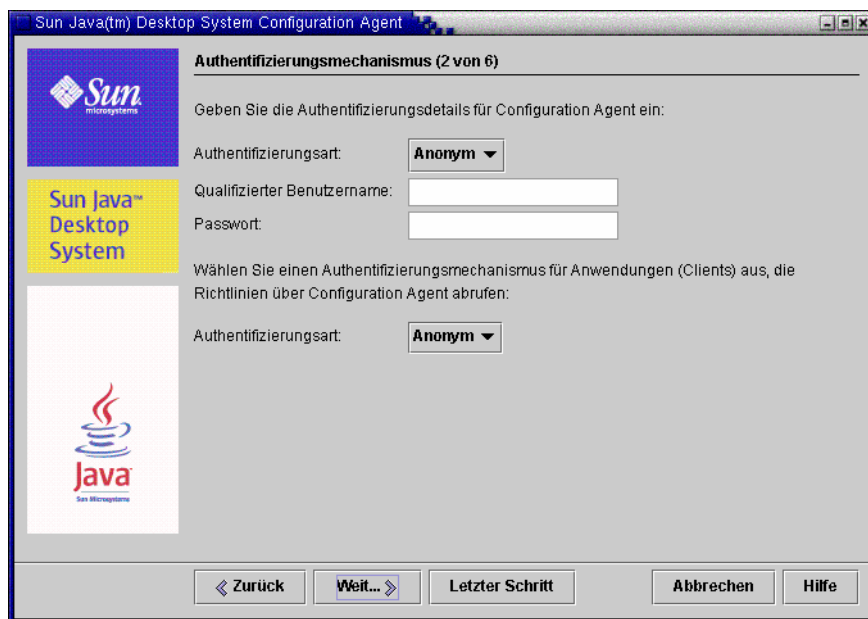 Sun Java(tm) Desktop System Configuration Agent
Sun
microsystems
Sun Java™
Desktop
System
Java
Sun Microsystems
Authentifizierungsmechanismus (2 von 6)
Geben Sie die Authentifizierungsdetails für Configuration Agent ein:
Authentifizierungsart: Anonym
Qualifizierter Benutzername:
Passwort:
Wählen Sie einen Authentifizierungsmechanismus für Anwendungen (Clients) aus, die
Richtlinien über Configuration Agent abrufen:
Authentifizierungsart: Anonym
Zurück Weit... Letzter Schritt Abbrechen Hilfe